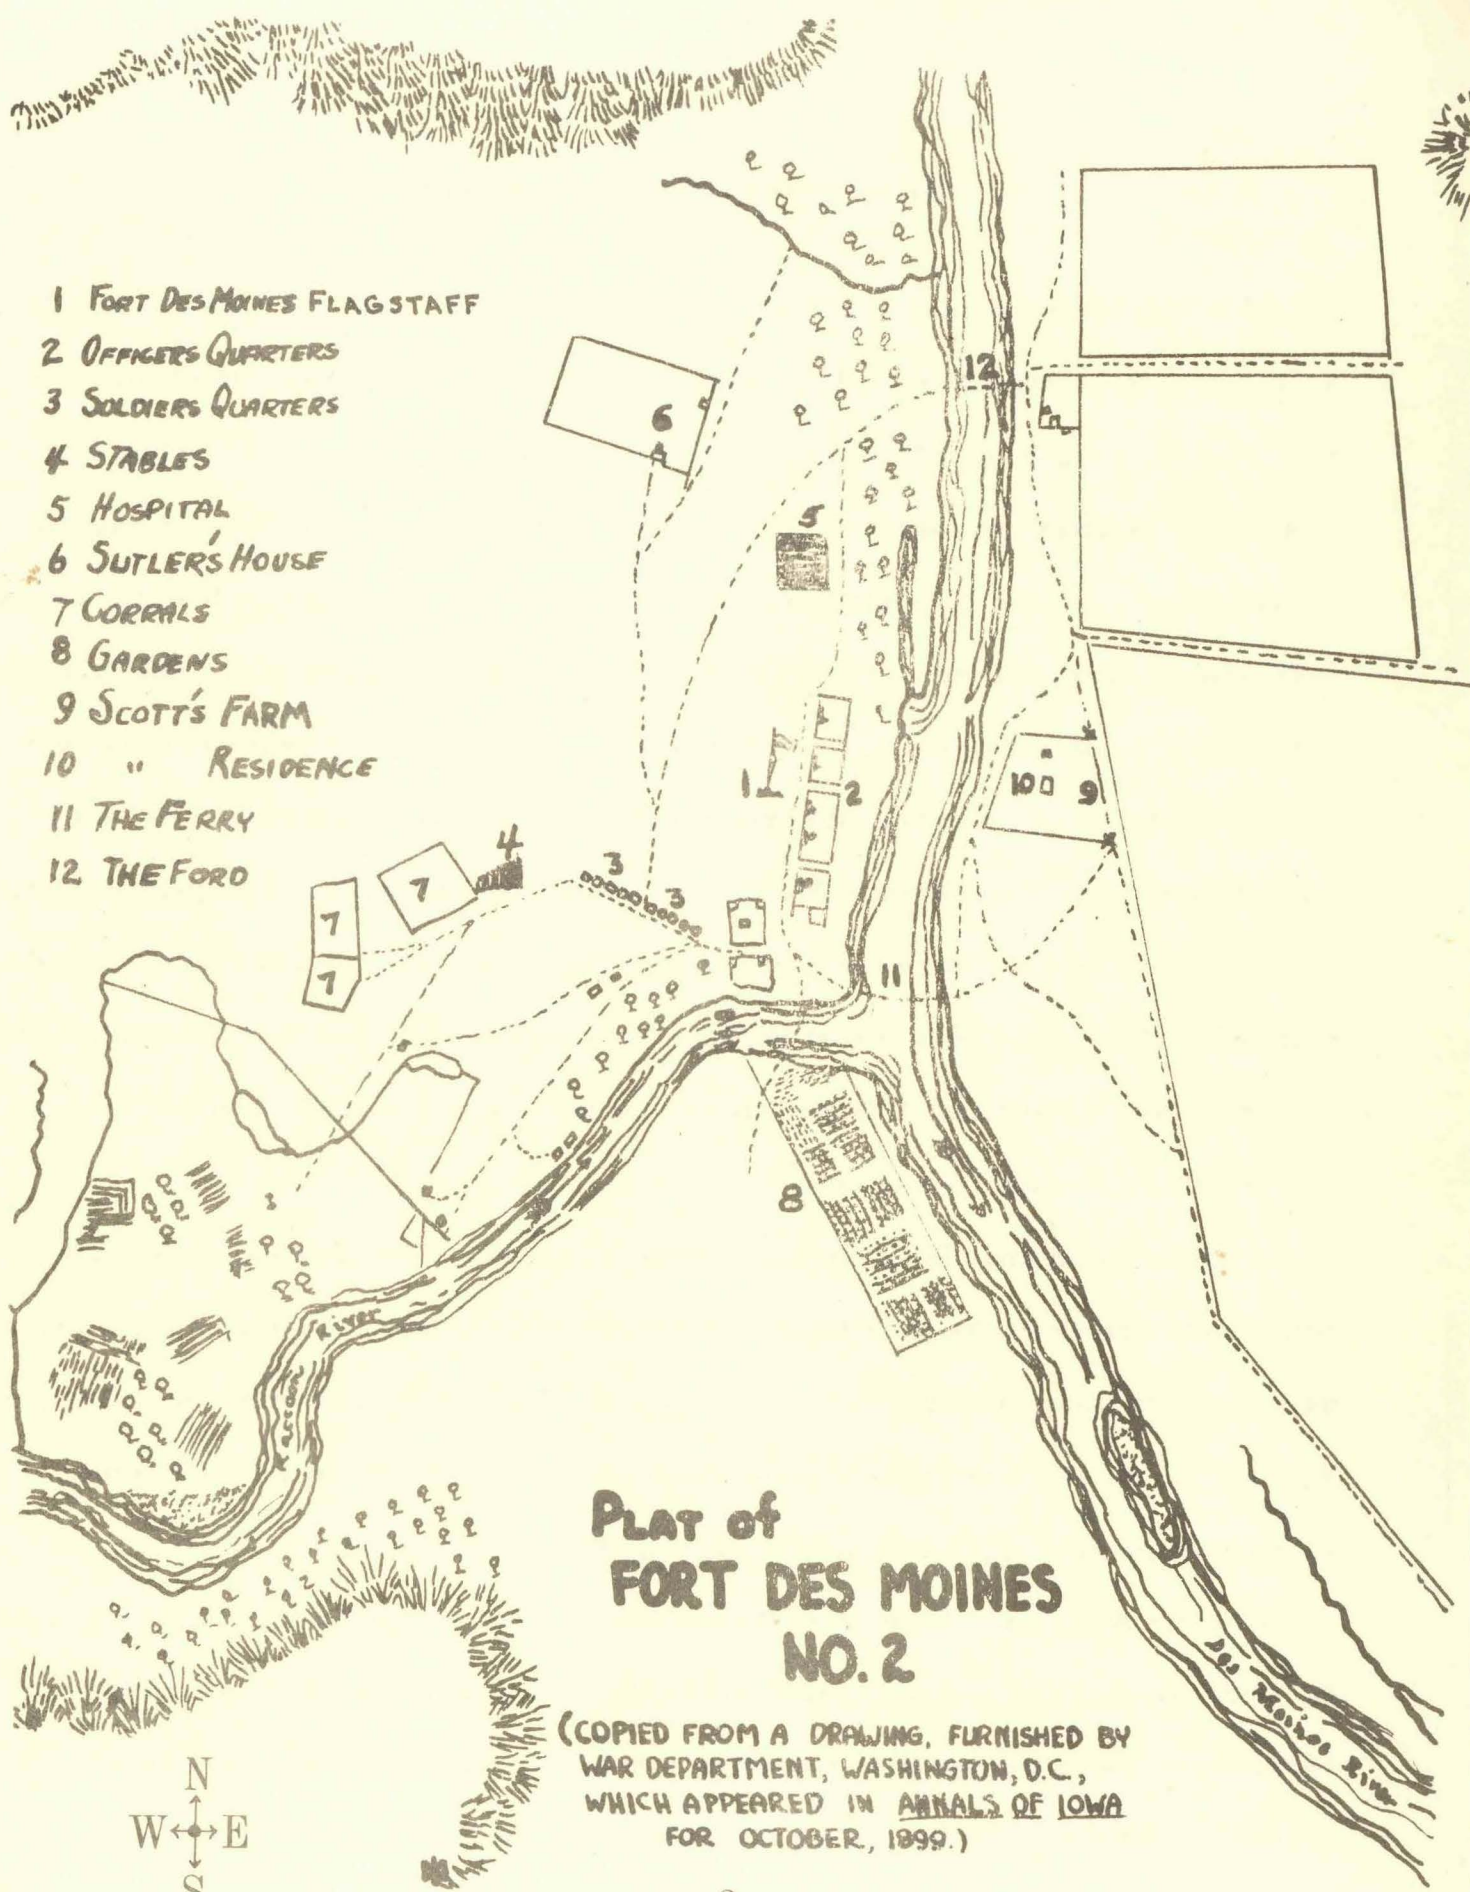 1 FORT DES MOINES FLAGSTAFF
2 OFFICERS QUARTERS
3 SOLDIERS QUARTERS
4 STABLES
5 HOSPITAL
6 SUTLER'S HOUSE
7 CORRALS
8 GARDENS
9 SCOTT'S FARM
10 " RESIDENCE
11 THE FERRY
12 THE FORD
12
6
5
1
2
10
9
4
3
3
7
7
7
11
8
River
Raccoon
Des Moines River
PLAT of
FORT DES MOINES
NO. 2
(COPIED FROM A DRAWING, FURNISHED BY
WAR DEPARTMENT, WASHINGTON, D.C.,
WHICH APPEARED IN ANNALS OF IOWA
FOR OCTOBER, 1899.)
N
W E
S